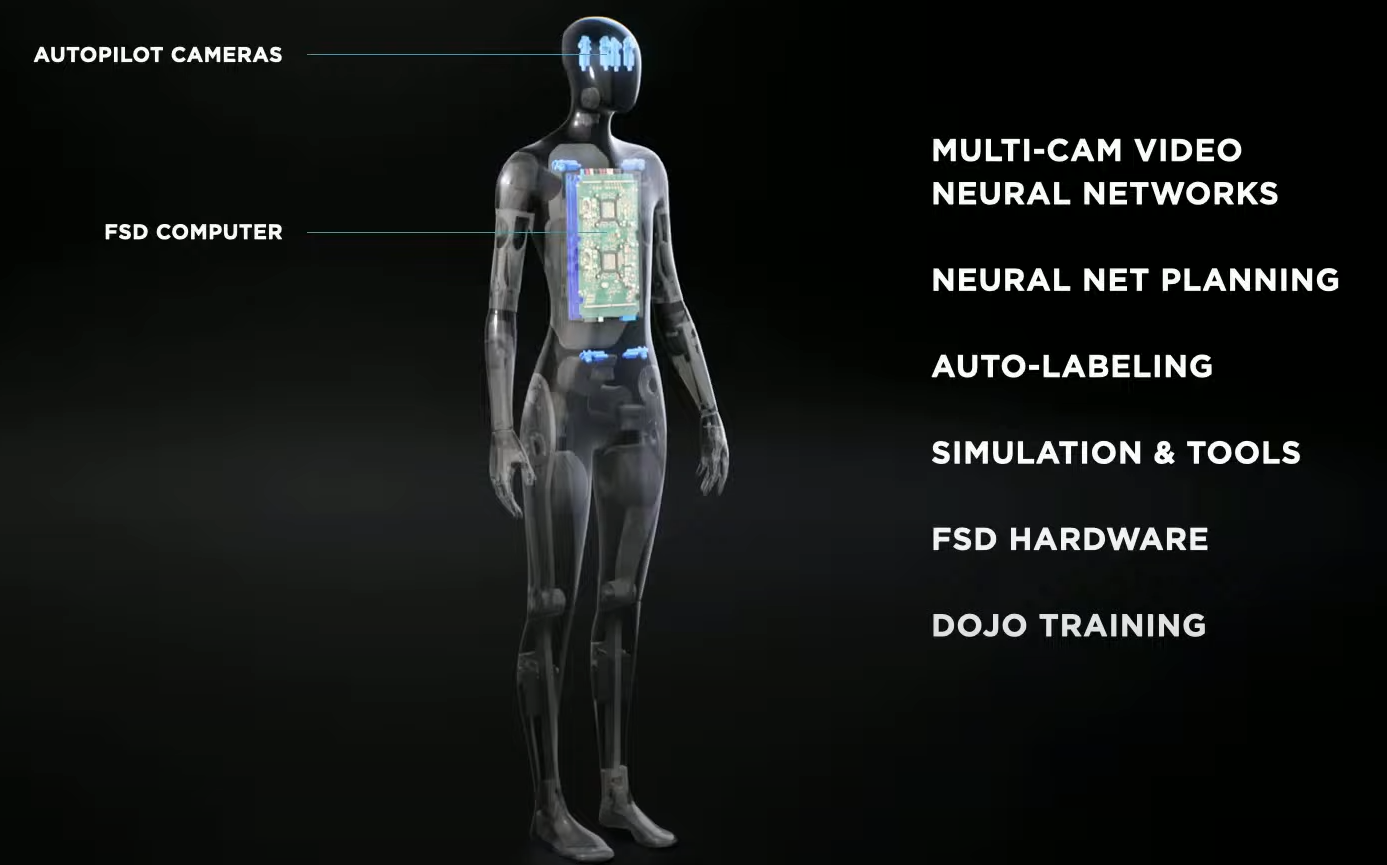 AUTOPILOT CAMERAS
FSD COMPUTER
MULTI-CAM VIDEO
NEURAL NETWORKS
NEURAL NET PLANNING
AUTO-LABELING
SIMULATION & TOOLS
FSD HARDWARE
DOJO TRAINING